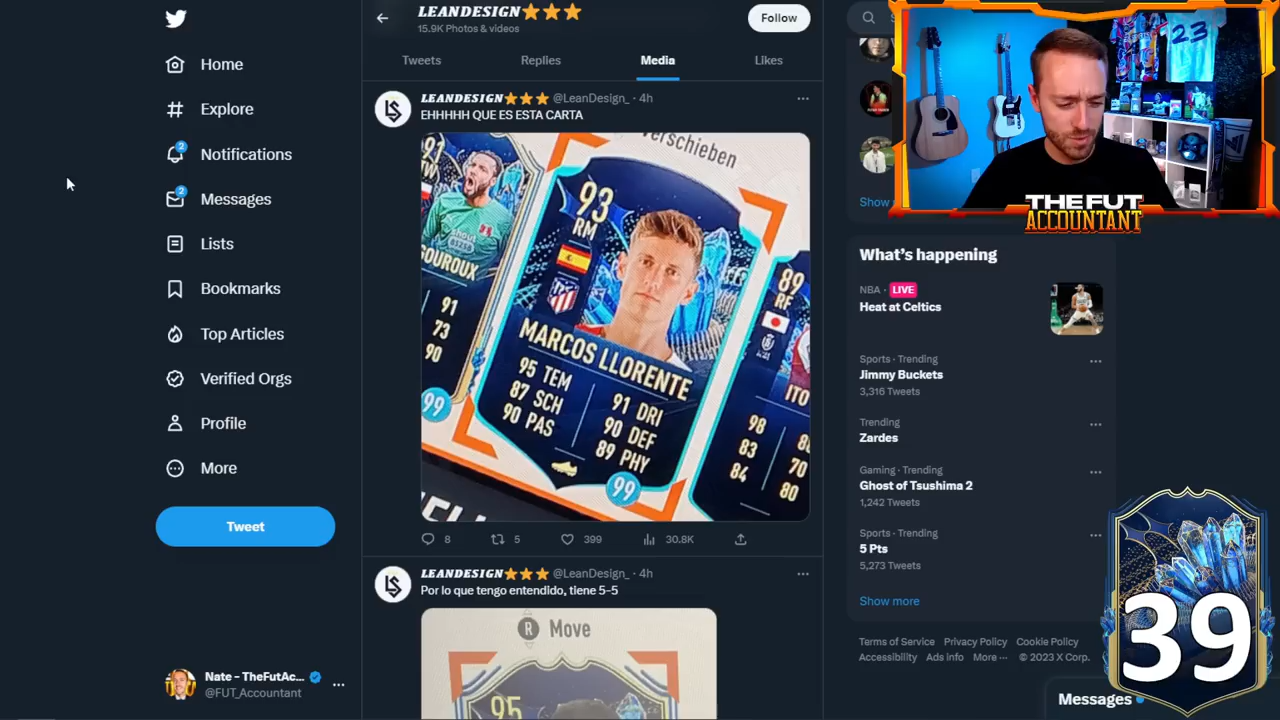 Home
Explore
2
Notifications
2
Messages
Lists
Bookmarks
Top Articles
Verified Orgs
Profile
More
Tweet
Nate - TheFutAc...
@FUT_Accountant
LEANDESIGN
15.9K Photos & videos
Follow
Tweets
Replies
Media
Likes
LEANDESIGN @LeanDesign_ · 4h
EHHHHH QUE ES ESTA CARTA
verschieben
91
TW
GOUROUX
91
73
90
99
93
RM
MARCOS LLORENTE
95 TEM
87 SCH
90 PAS
91 DRI
90 DEF
89 PHY
99
89
RF
ITO
98
83
84
70
80
8
5
399
30.8K
LEANDESIGN @LeanDesign_ · 4h
Por lo que tengo entendido, tiene 5-5
R Move
95
23
THE FUT
ACCOUNTANT
Show
What's happening
NBA · LIVE
Heat at Celtics
Sports · Trending
Jimmy Buckets
3,316 Tweets
Trending
Zardes
Gaming · Trending
Ghost of Tsushima 2
1,242 Tweets
Sports · Trending
5 Pts
5,273 Tweets
Show more
Terms of Service Privacy Policy Cookie Policy
Accessibility Ads info More ··· © 2023 X Corp.
Messages
39